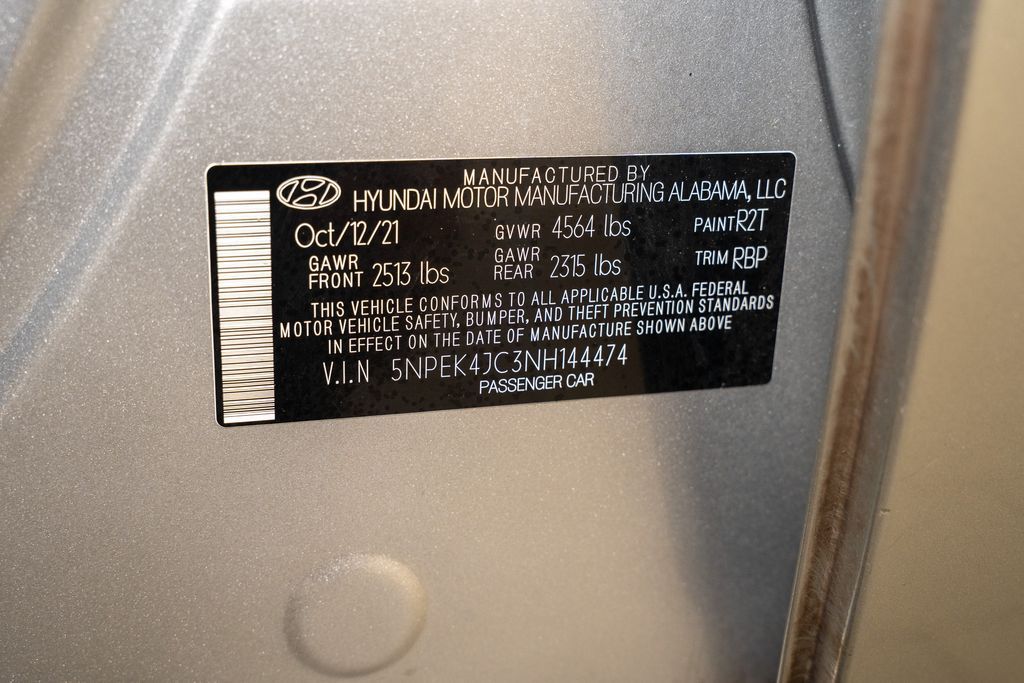 MANUFACTURED BY
HYUNDAI MOTOR MANUFACTURING ALABAMA, LLC
Oct/12/21 GVWR 4564 lbs PAINT R2T
GAWR FRONT 2513 lbs GAWR REAR 2315 lbs TRIM RBP
THIS VEHICLE CONFORMS TO ALL APPLICABLE U.S.A. FEDERAL
MOTOR VEHICLE SAFETY, BUMPER, AND THEFT PREVENTION STANDARDS
IN EFFECT ON THE DATE OF MANUFACTURE SHOWN ABOVE
V.I.N 5NPEK4JC3NH144474
PASSENGER CAR